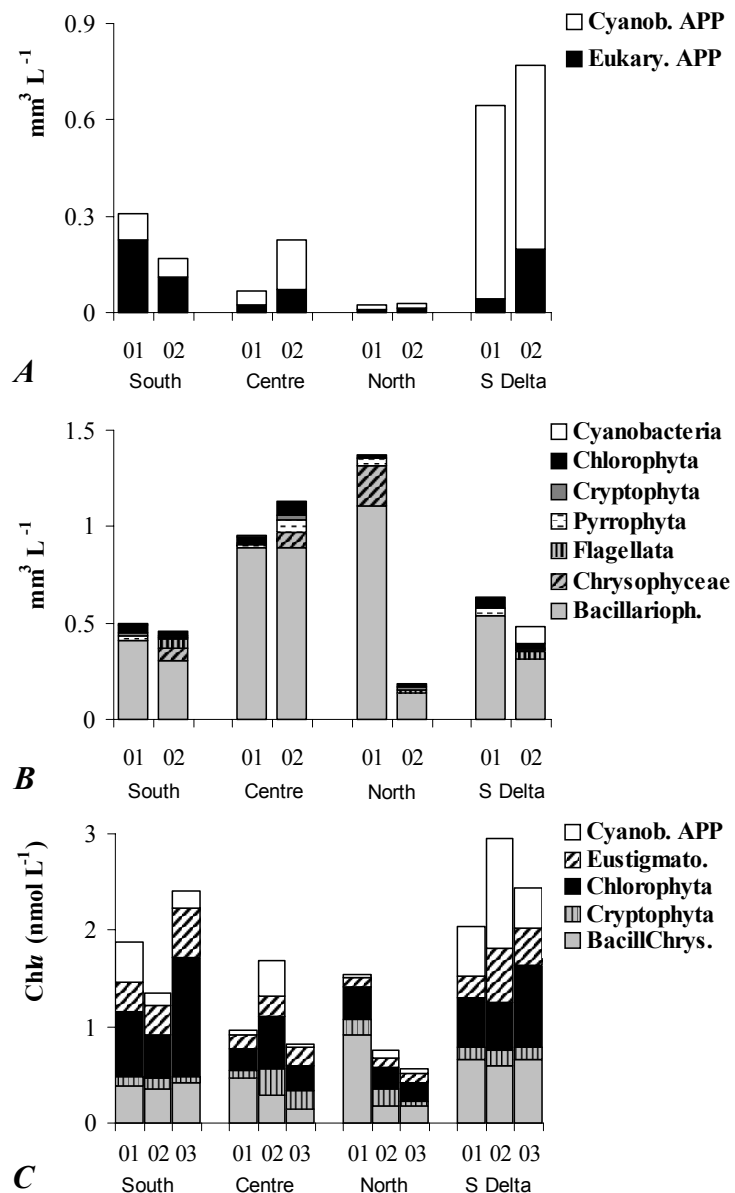 0.9
0.6
0.3
0
mm³ L⁻¹
Cyanob. APP
Eukary. APP
01 02 01 02 01 02 01 02
South Centre North S Delta
A
1.5
1
0.5
0
mm³ L⁻¹
Cyanobacteria
Chlorophyta
Cryptophyta
Pyrrophyta
Flagellata
Chrysophyceae
Bacillarioph.
01 02 01 02 01 02 01 02
South Centre North S Delta
B
3
2
1
0
Chla (nmol L⁻¹)
Cyanob. APP
Eustigmato.
Chlorophyta
Cryptophyta
BacillChrys.
01 02 03 01 02 03 01 02 03 01 02 03
South Centre North S Delta
C